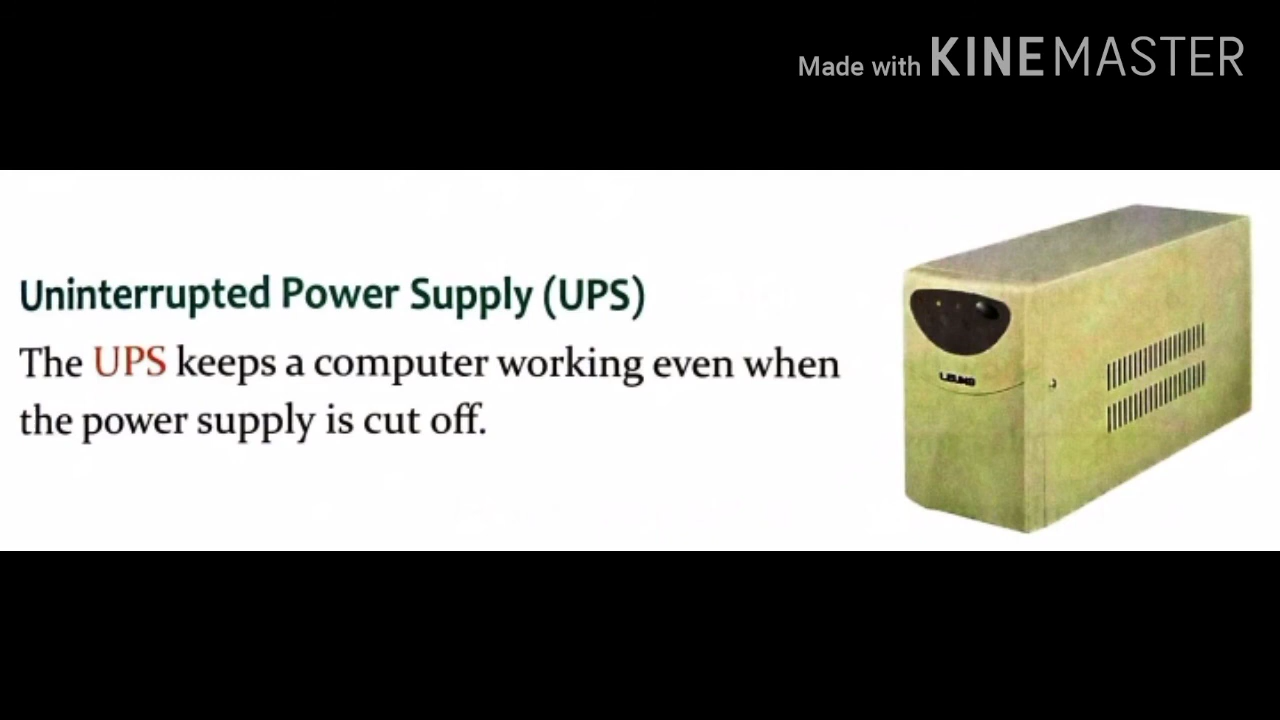 Made with KINEMASTER
Uninterrupted Power Supply (UPS)
The UPS keeps a computer working even when
the power supply is cut off.